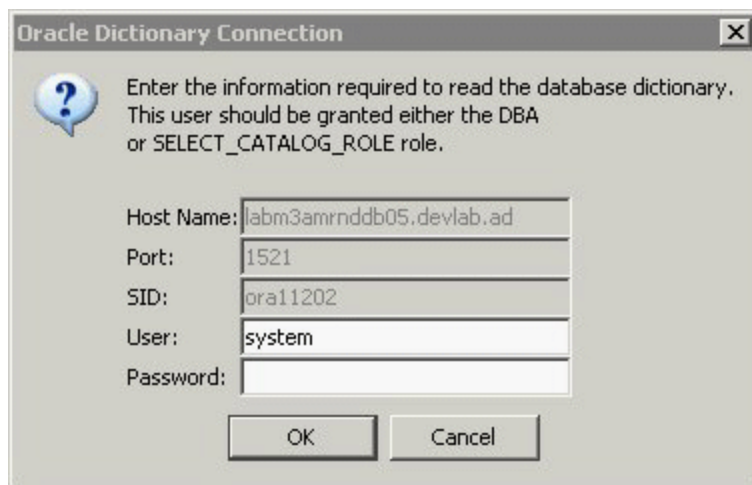 Oracle Dictionary Connection
Enter the information required to read the database dictionary.
This user should be granted either the DBA
or SELECT_CATALOG_ROLE role.
Host Name: labm3amrnddb05.devlab.ad
Port: 1521
SID: ora11202
User: system
Password:
OK Cancel